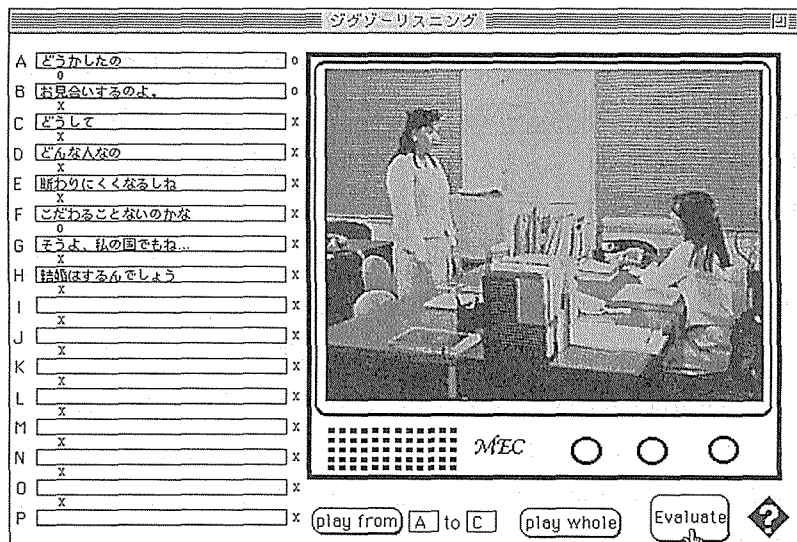 ジグゾーリスニング
A どうかしたの o
o
B お見合いするのよ。 o
x
C どうして x
x
D どんな人なの x
x
E 断わりにくくなるしね x
x
F こだわることないのかな x
o
G そうよ、私の国でもね... x
x
H 結婚はするんでしょう x
x
I x
x
J x
x
K x
x
L x
x
M x
x
N x
x
O x
x
P x
MEC
play from A to C play whole Evaluate ?